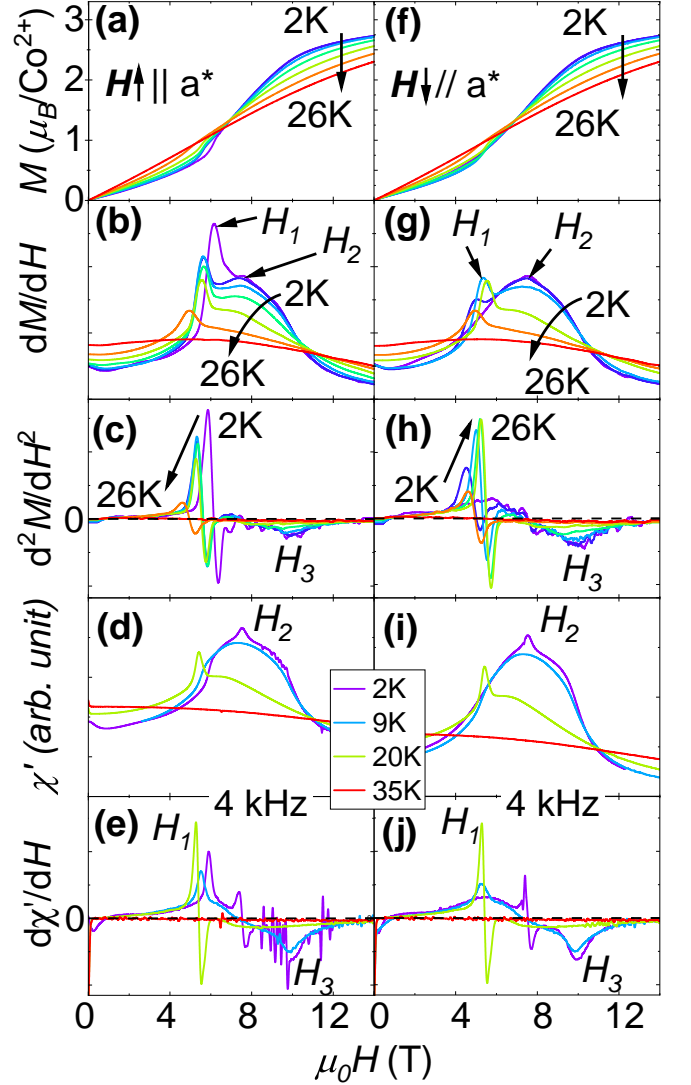 (a)
2K
H↑ || a*
26K
3
2
1
0
M (μB/Co2+)
(f)
2K
H↓ // a*
26K
(b)
H1
H2
2K
26K
dM/dH
(g)
H1
H2
2K
26K
(c)
2K
26K
H3
0
d2M/dH2
(h)
26K
2K
H3
(d)
H2
χ' (arb. unit)
(i)
H2
2K
9K
20K
35K
(e)
4 kHz
H1
H3
0
dχ'/dH
4 kHz
(j)
H1
H3
0 4 8 12
0 4 8 12
μ0H (T)